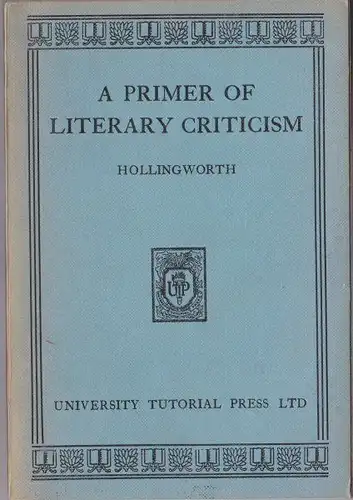 A PRIMER OF
LITERARY CRITICISM
HOLLINGWORTH
UTP
UNIVERSITY TUTORIAL PRESS LTD